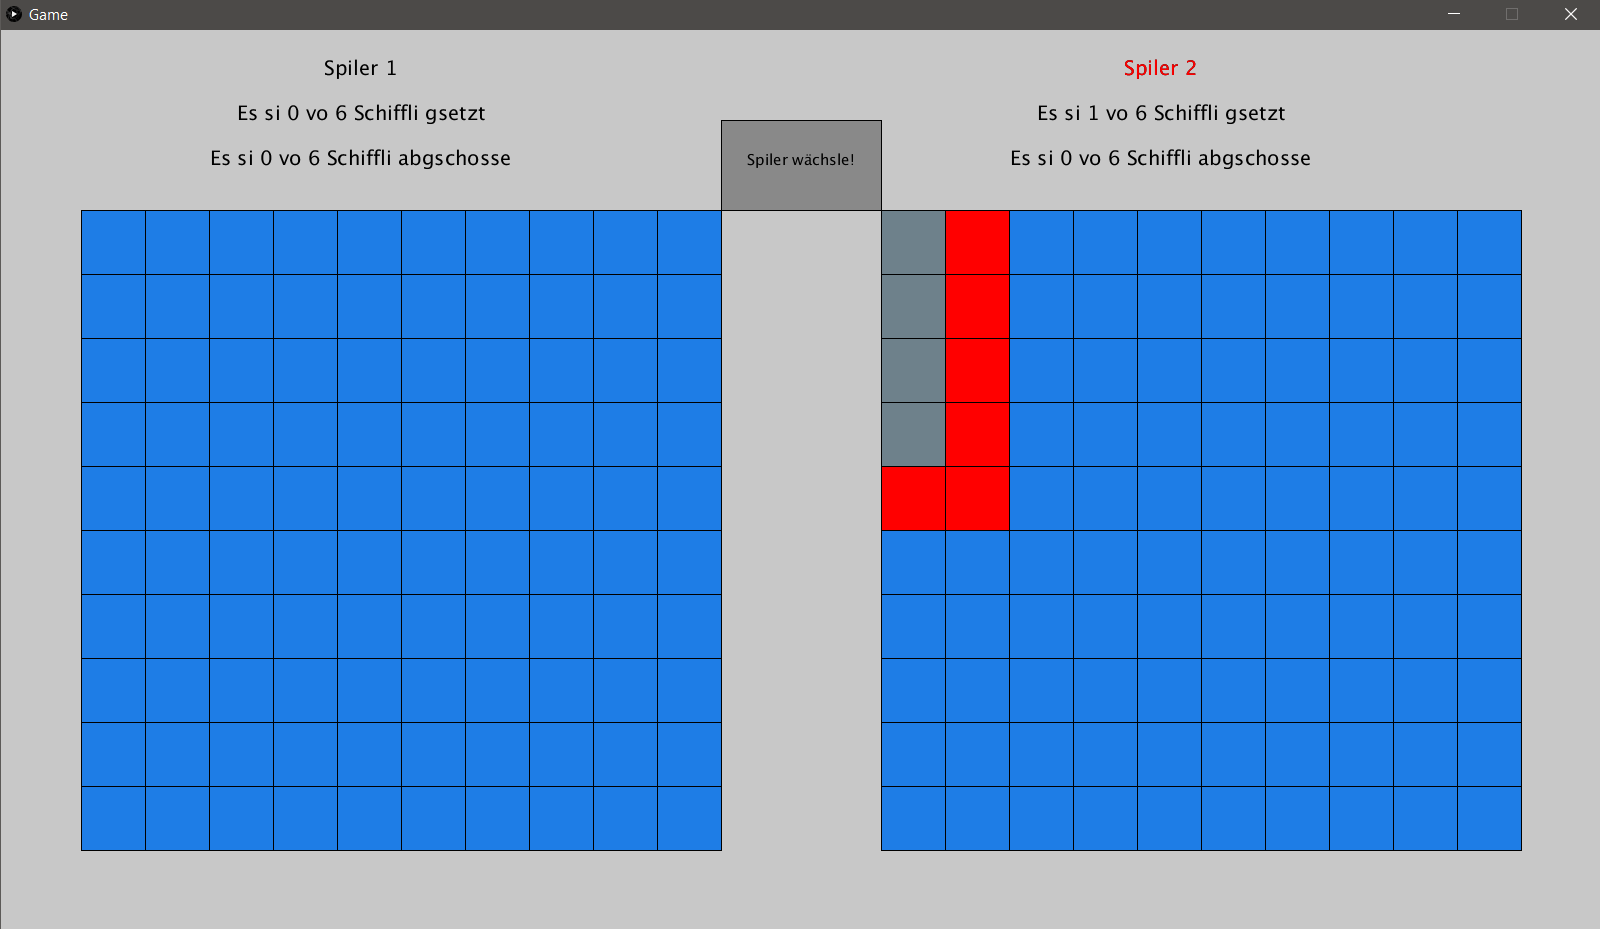 Game
Spiler 1
Es si 0 vo 6 Schiffli gsetzt
Es si 0 vo 6 Schiffli abgschosse
Spiler wächsle!
Spiler 2
Es si 1 vo 6 Schiffli gsetzt
Es si 0 vo 6 Schiffli abgschosse